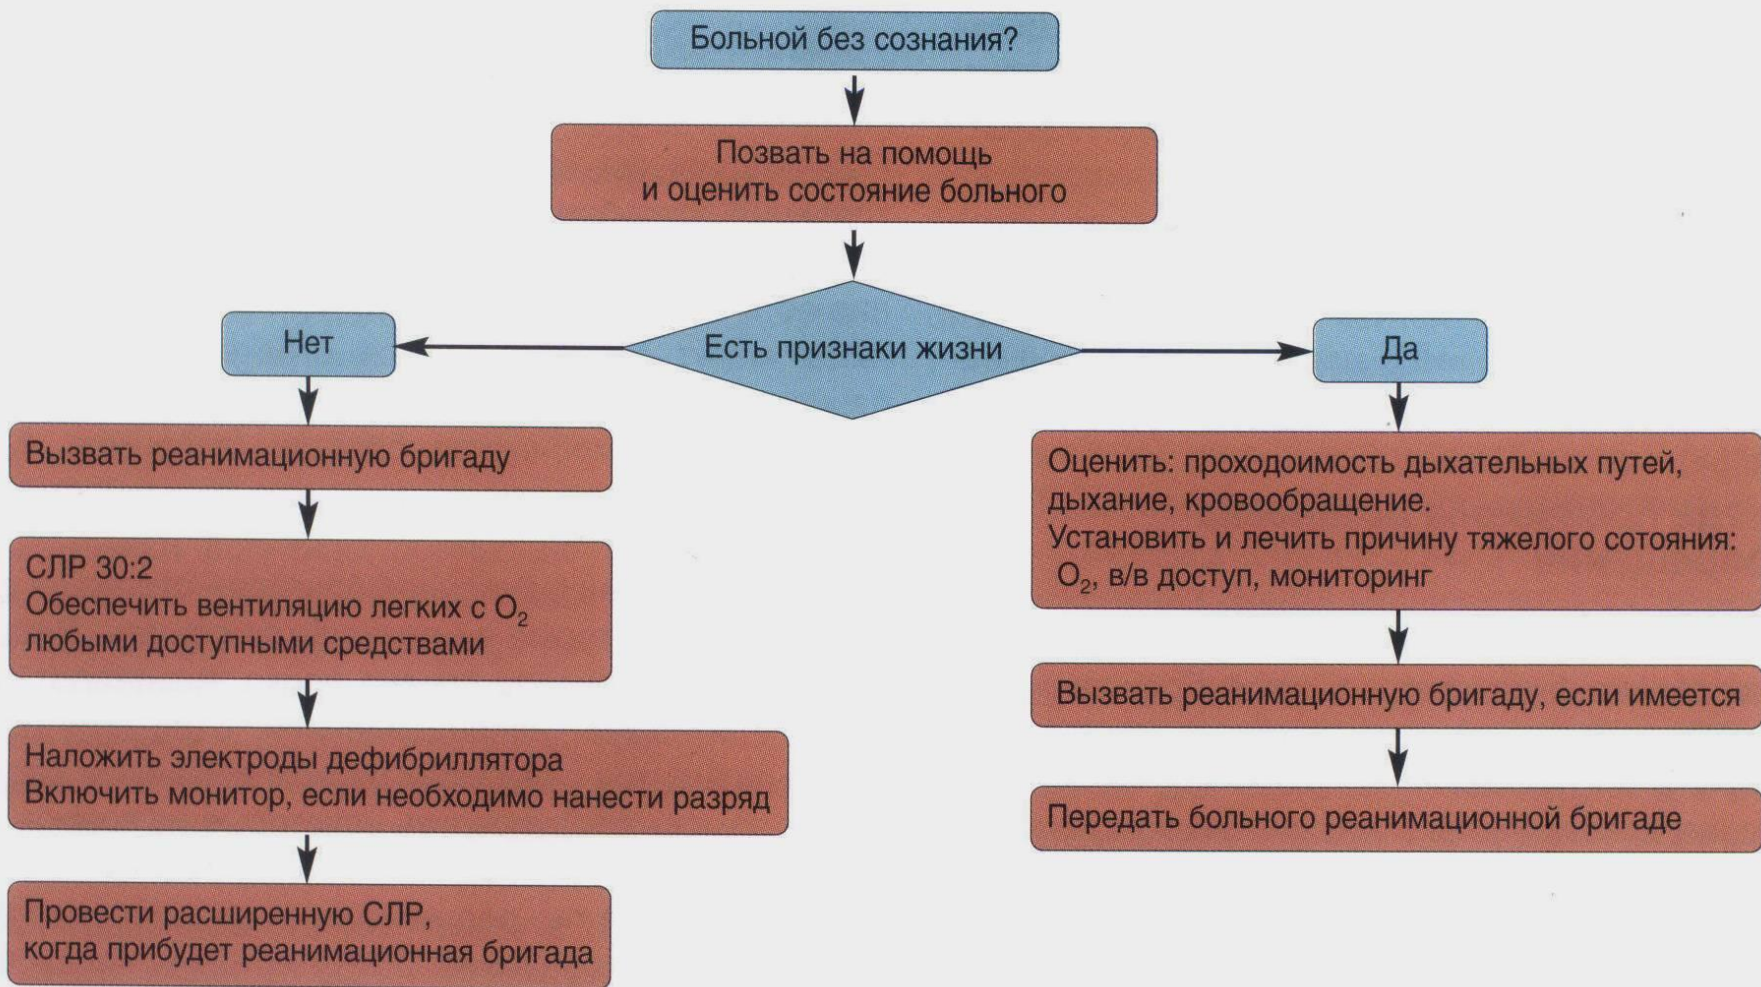 Больной без сознания?
Позвать на помощь
и оценить состояние больного
Есть признаки жизни
Нет
Вызвать реанимационную бригаду
СЛР 30:2
Обеспечить вентиляцию легких с O₂
любыми доступными средствами
Наложить электроды дефибриллятора
Включить монитор, если необходимо нанести разряд
Провести расширенную СЛР,
когда прибудет реанимационная бригада
Да
Оценить: проходоимость дыхательных путей,
дыхание, кровообращение.
Установить и лечить причину тяжелого сотояния:
O₂, в/в доступ, мониторинг
Вызвать реанимационную бригаду, если имеется
Передать больного реанимационной бригаде